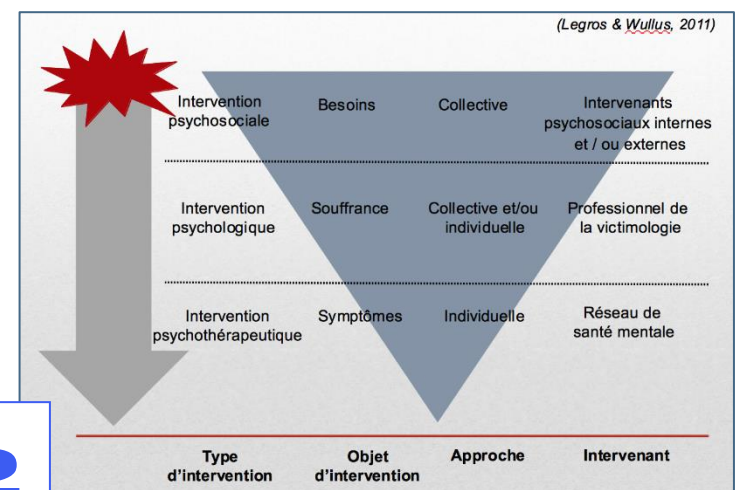 (Legros & Wullus, 2011)
Intervention psychosociale
Besoins
Collective
Intervenants psychosociaux internes et / ou externes
Intervention psychologique
Souffrance
Collective et/ou individuelle
Professionnel de la victimologie
Intervention psychothérapeutique
Symptômes
Individuelle
Réseau de santé mentale
Type d'intervention
Objet d'intervention
Approche
Intervenant